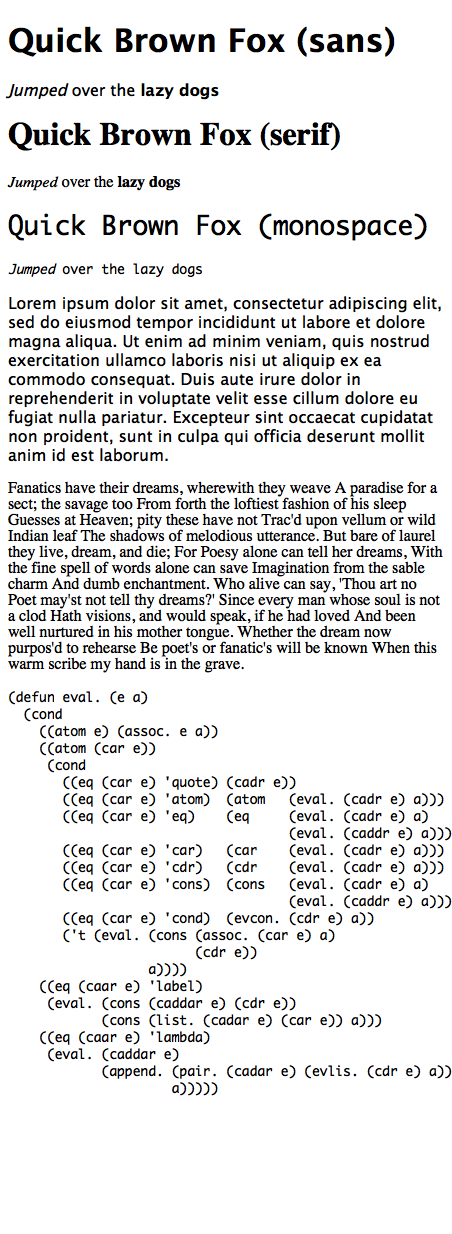 Quick Brown Fox (sans)
Jumped over the lazy dogs
Quick Brown Fox (serif)
Jumped over the lazy dogs
Quick Brown Fox (monospace)
Jumped over the lazy dogs
Lorem ipsum dolor sit amet, consectetur adipiscing elit,
sed do eiusmod tempor incididunt ut labore et dolore
magna aliqua. Ut enim ad minim veniam, quis nostrud
exercitation ullamco laboris nisi ut aliquip ex ea
commodo consequat. Duis aute irure dolor in
reprehenderit in voluptate velit esse cillum dolore eu
fugiat nulla pariatur. Excepteur sint occaecat cupidatat
non proident, sunt in culpa qui officia deserunt mollit
anim id est laborum.
Fanatics have their dreams, wherewith they weave A paradise for a
sect; the savage too From forth the loftiest fashion of his sleep
Guesses at Heaven; pity these have not Trac'd upon vellum or wild
Indian leaf The shadows of melodious utterance. But bare of laurel
they live, dream, and die; For Poesy alone can tell her dreams, With
the fine spell of words alone can save Imagination from the sable
charm And dumb enchantment. Who alive can say, 'Thou art no
Poet may'st not tell thy dreams?' Since every man whose soul is not
a clod Hath visions, and would speak, if he had loved And been
well nurtured in his mother tongue. Whether the dream now
purpos'd to rehearse Be poet's or fanatic's will be known When this
warm scribe my hand is in the grave.
(defun eval. (e a)
  (cond
    ((atom e) (assoc. e a))
    ((atom (car e))
     (cond
       ((eq (car e) 'quote) (cadr e))
       ((eq (car e) 'atom)  (atom   (eval. (cadr e) a)))
       ((eq (car e) 'eq)    (eq     (eval. (cadr e) a)
                                    (eval. (caddr e) a)))
       ((eq (car e) 'car)   (car    (eval. (cadr e) a)))
       ((eq (car e) 'cdr)   (cdr    (eval. (cadr e) a)))
       ((eq (car e) 'cons)  (cons   (eval. (cadr e) a)
                                    (eval. (caddr e) a)))
       ((eq (car e) 'cond)  (evcon. (cdr e) a))
       ('t (eval. (cons (assoc. (car e) a)
                        (cdr e))
                  a))))
    ((eq (caar e) 'label)
     (eval. (cons (caddar e) (cdr e))
            (cons (list. (cadar e) (car e)) a)))
    ((eq (caar e) 'lambda)
     (eval. (caddar e)
            (append. (pair. (cadar e) (evlis. (cdr e) a))
                     a)))))